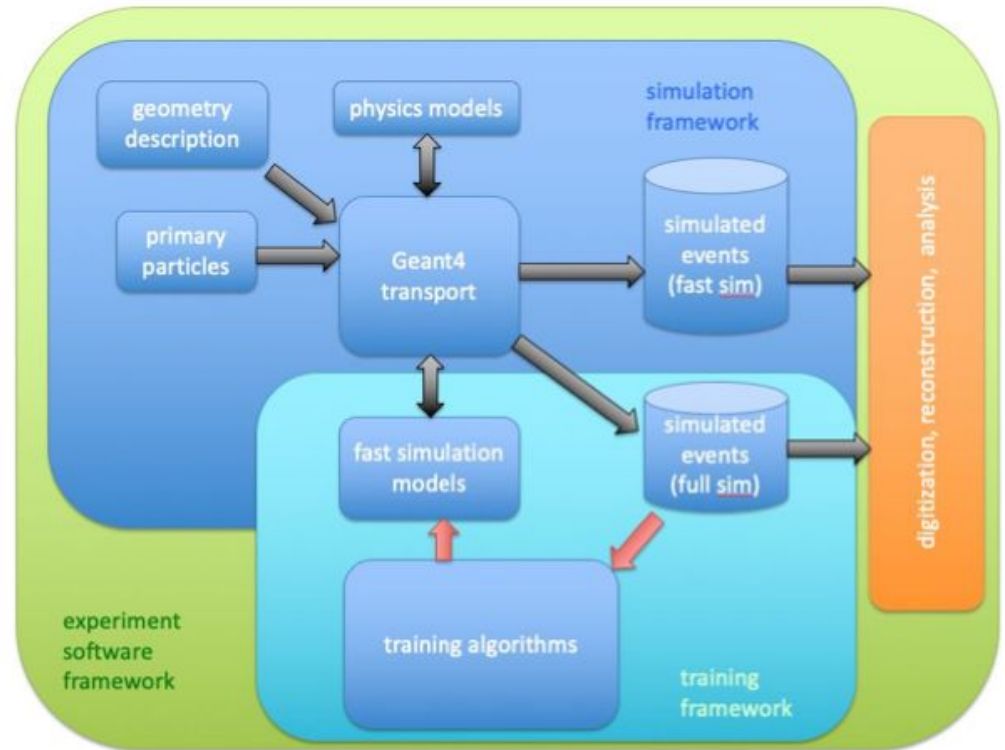 geometry
description
physics models
simulation
framework
primary
particles
Geant4
transport
simulated
events
(fast sim)
digitization, reconstruction, analysis
fast simulation
models
simulated
events
(full sim)
training algorithms
experiment
software
framework
training
framework